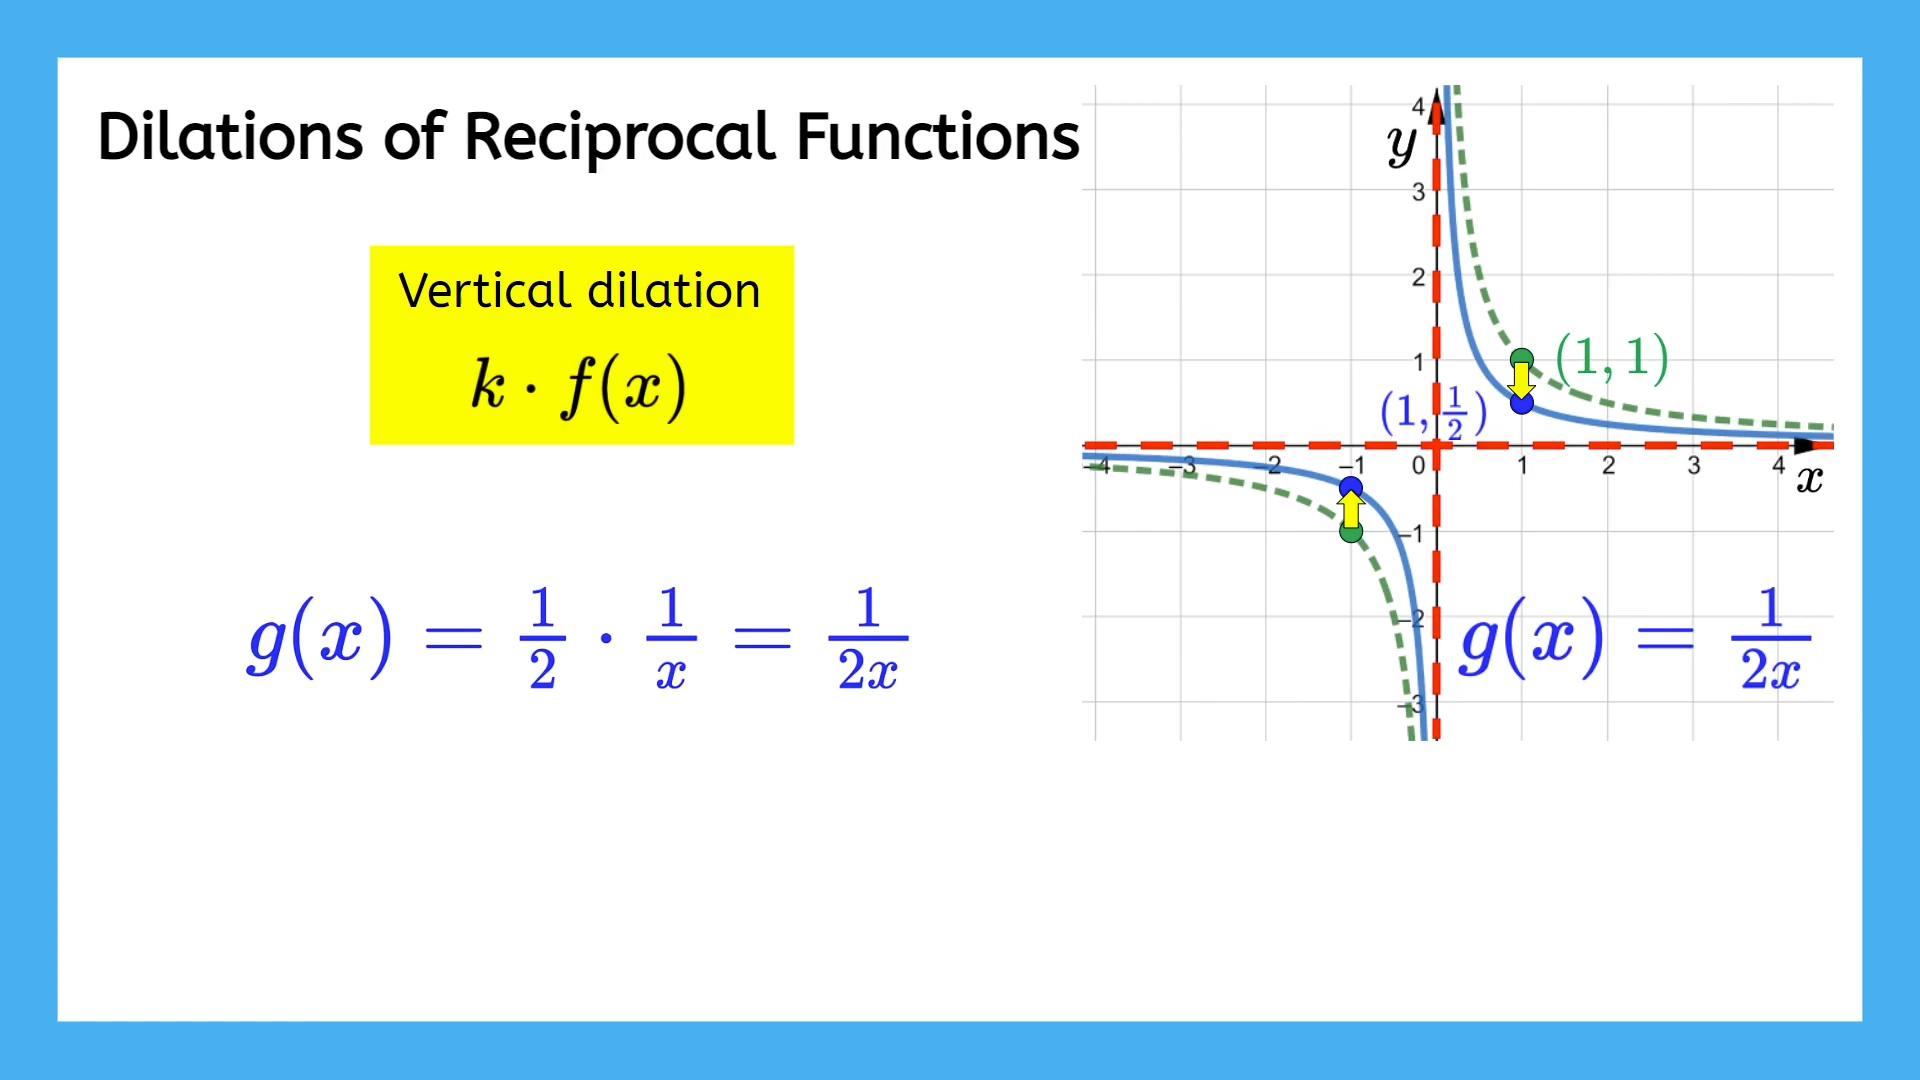 Dilations of Reciprocal Functions
Vertical dilation
k · f(x)
g(x) = 1/2 · 1/x = 1/2x
y
4
3
2
1
(1, 1)
(1, 1/2)
–4 –3 –2 –1 0 1 2 3 4
x
–1
–2
–3
g(x) = 1/2x